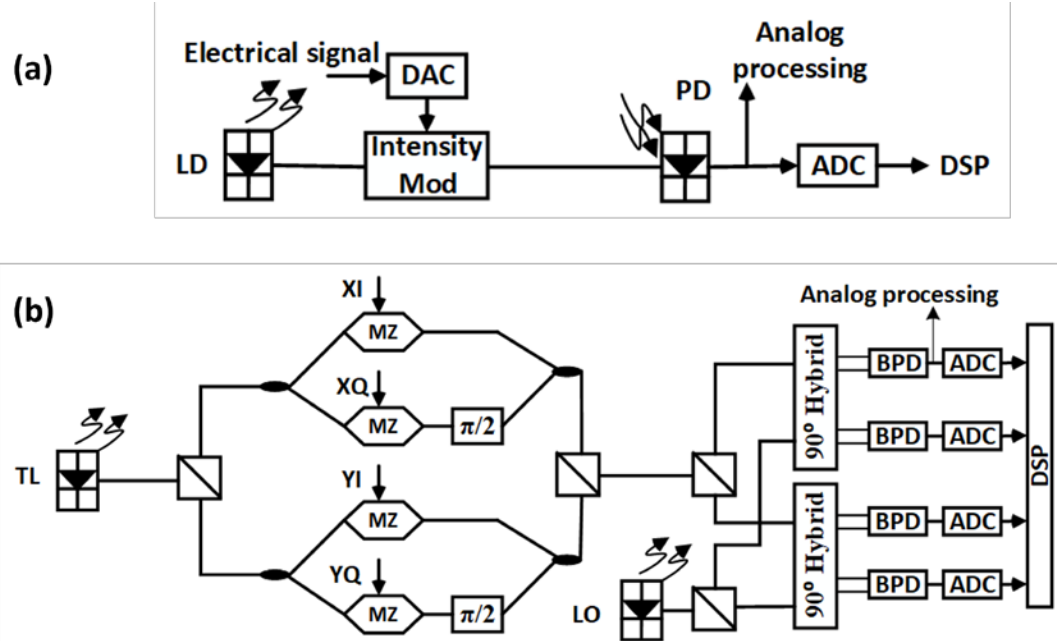 (a)
Electrical signal
DAC
LD
Intensity
Mod
PD
Analog
processing
ADC
DSP
(b)
TL
XI
MZ
XQ
MZ
π/2
YI
MZ
YQ
MZ
π/2
LO
90° Hybrid
90° Hybrid
Analog processing
BPD
ADC
BPD
ADC
BPD
ADC
BPD
ADC
DSP